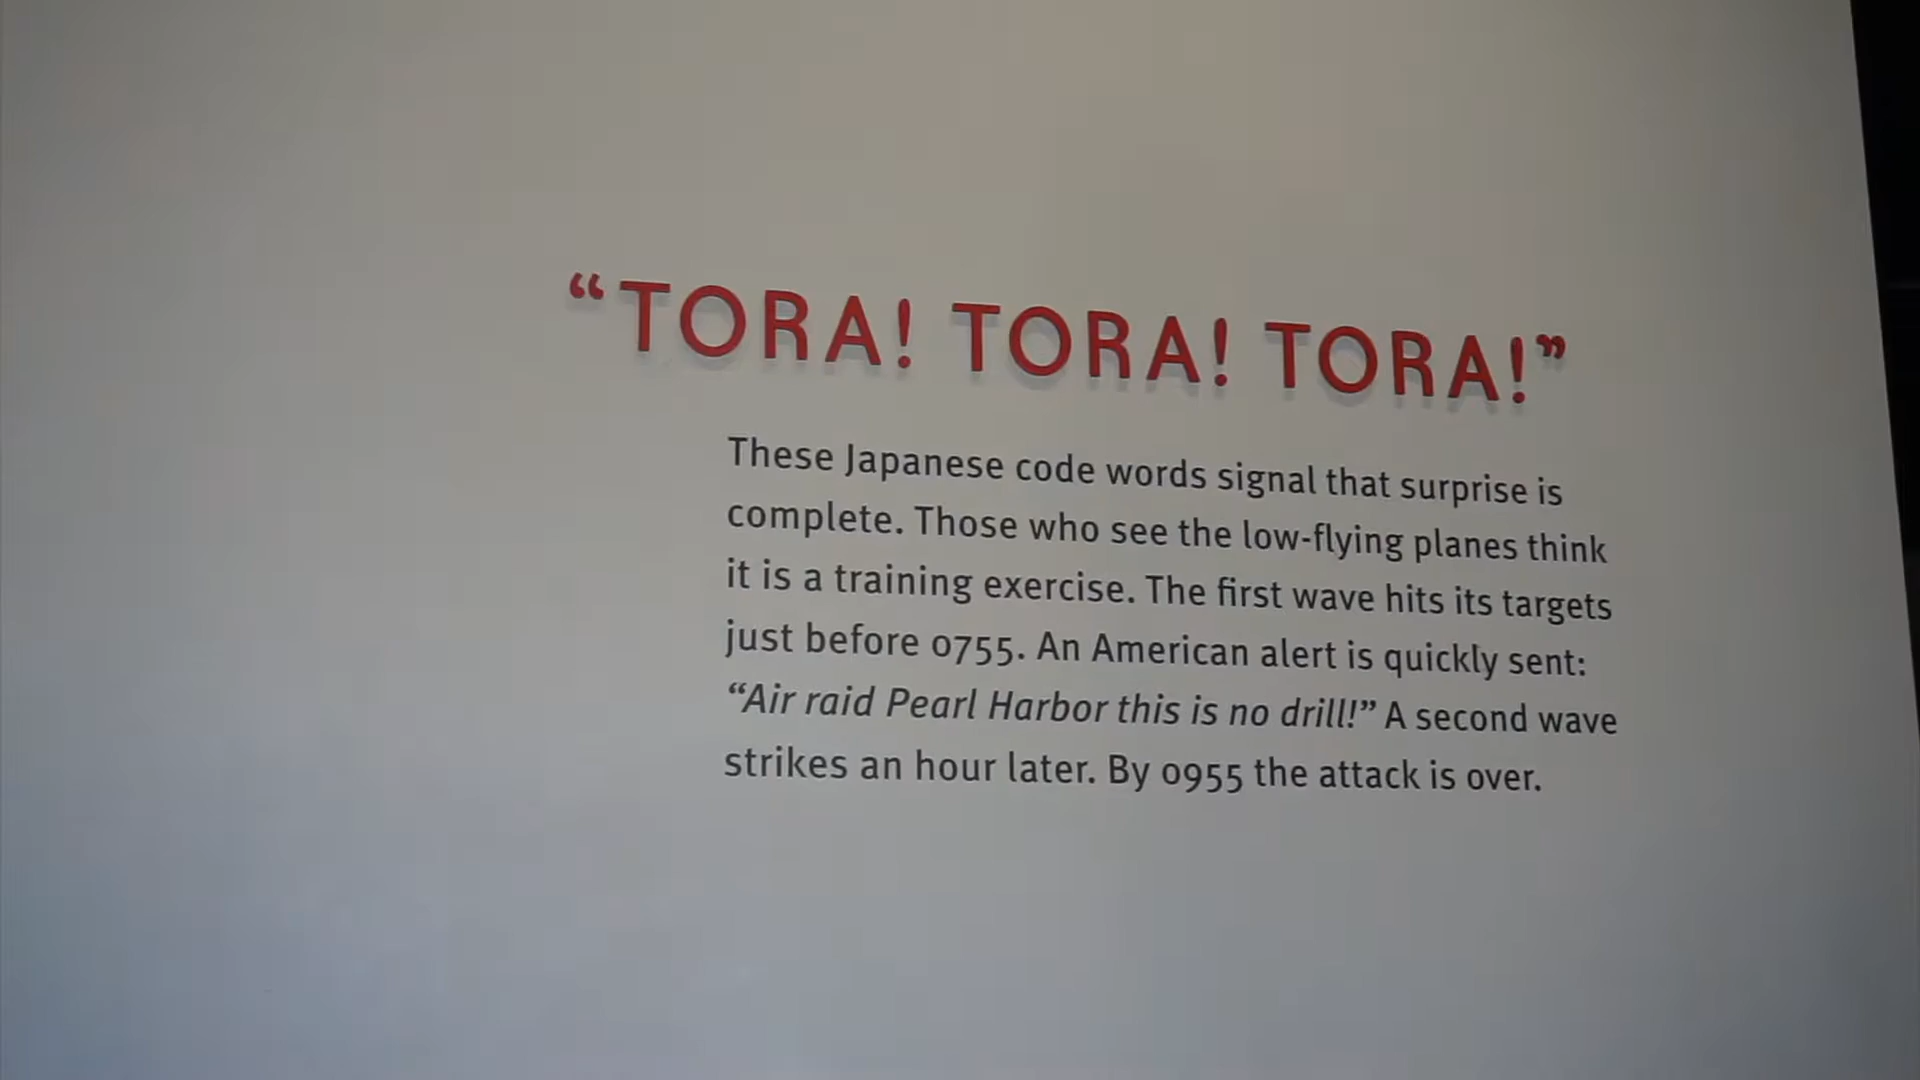 “TORA! TORA! TORA!”
These Japanese code words signal that surprise is
complete. Those who see the low-flying planes think
it is a training exercise. The first wave hits its targets
just before 0755. An American alert is quickly sent:
“Air raid Pearl Harbor this is no drill!” A second wave
strikes an hour later. By 0955 the attack is over.